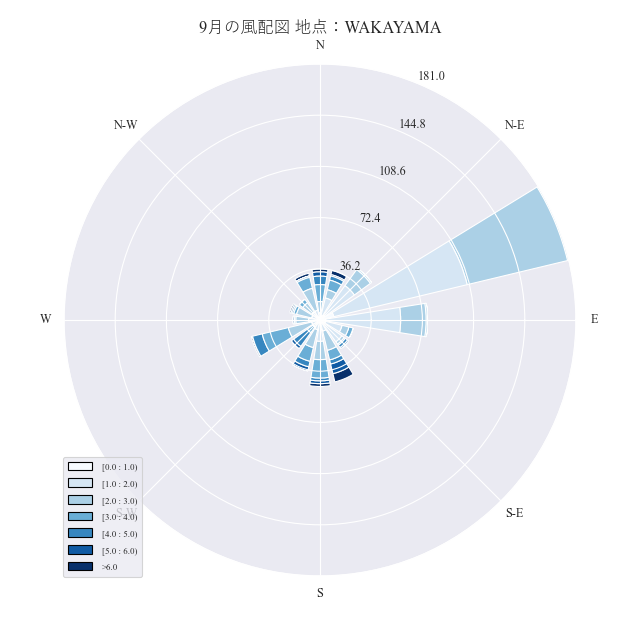 9月の風配図 地点：WAKAYAMA
N
181.0
N-W
144.8
N-E
108.6
72.4
36.2
W
E
[0.0 : 1.0)
[1.0 : 2.0)
[2.0 : 3.0)
S-W
[3.0 : 4.0)
S-E
[4.0 : 5.0)
[5.0 : 6.0)
>6.0
S